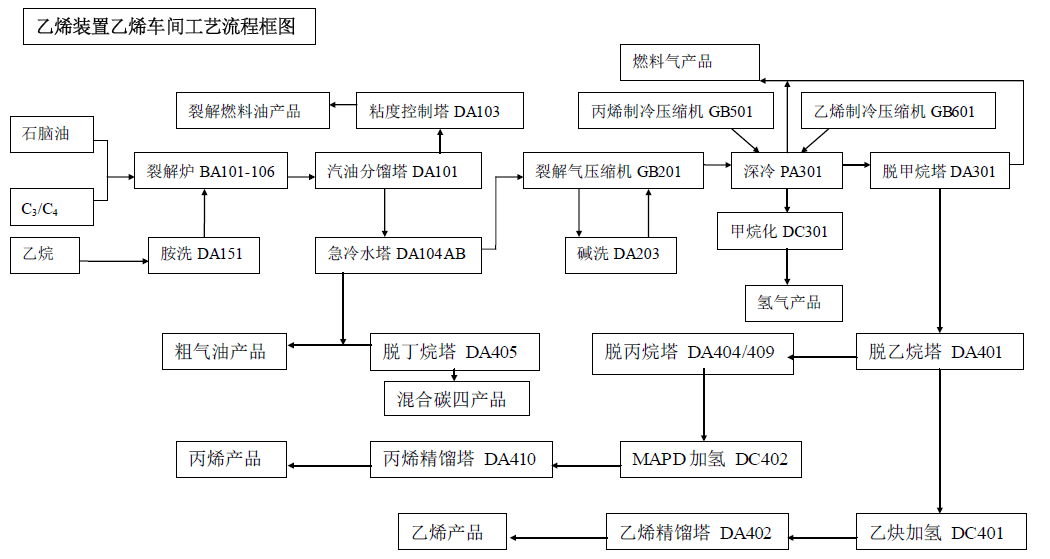 乙烯装置乙烯车间工艺流程框图
燃料气产品
裂解燃料油产品
粘度控制塔 DA103
丙烯制冷压缩机 GB501
乙烯制冷压缩机 GB601
石脑油
裂解炉 BA101-106
汽油分馏塔 DA101
裂解气压缩机 GB201
深冷 PA301
脱甲烷塔 DA301
C₃/C₄
乙烷
胺洗 DA151
急冷水塔 DA104AB
碱洗 DA203
甲烷化 DC301
氢气产品
粗气油产品
脱丁烷塔 DA405
脱丙烷塔 DA404/409
脱乙烷塔 DA401
混合碳四产品
丙烯产品
丙烯精馏塔 DA410
MAPD 加氢 DC402
乙烯产品
乙烯精馏塔 DA402
乙炔加氢 DC401